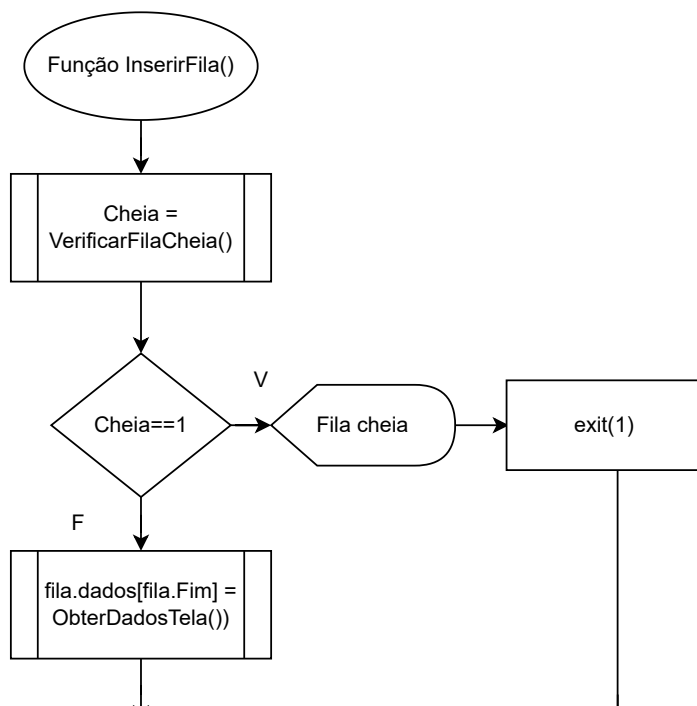 Função InserirFila()
Cheia =
VerificarFilaCheia()
V
Cheia==1
Fila cheia
exit(1)
F
fila.dados[fila.Fim] =
ObterDadosTela())